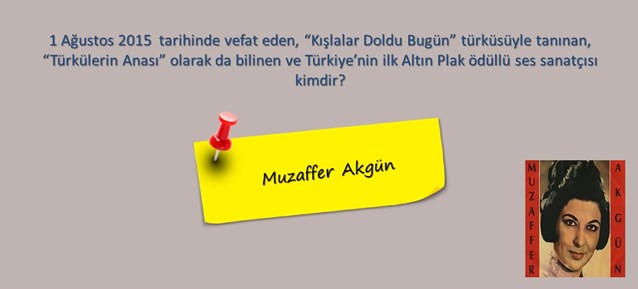 1 Ağustos 2015 tarihinde vefat eden, “Kışlalar Doldu Bugün” türküsüyle tanınan,
“Türkülerin Anası” olarak da bilinen ve Türkiye’nin ilk Altın Plak ödüllü ses sanatçısı
kimdir?
Muzaffer Akgün
MUZAFFER
AKGÜN